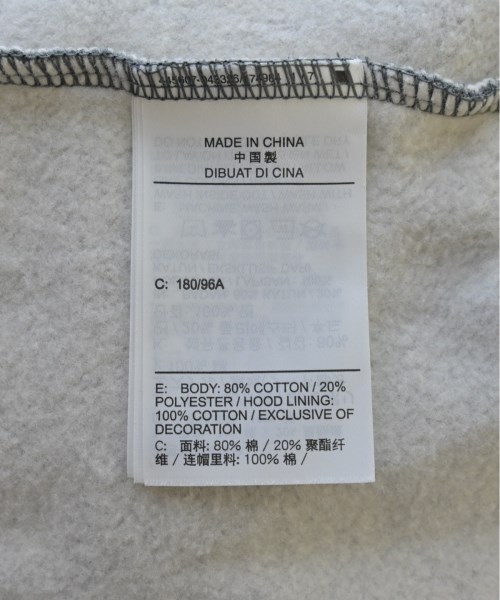 MADE IN CHINA
中国製
DIBUAT DI CINA
C: 180/96A
E: BODY: 80% COTTON / 20%
POLYESTER / HOOD LINING:
100% COTTON / EXCLUSIVE OF
DECORATION
C: 面料: 80% 棉 / 20% 聚酯纤
维 / 连帽里料: 100% 棉 /